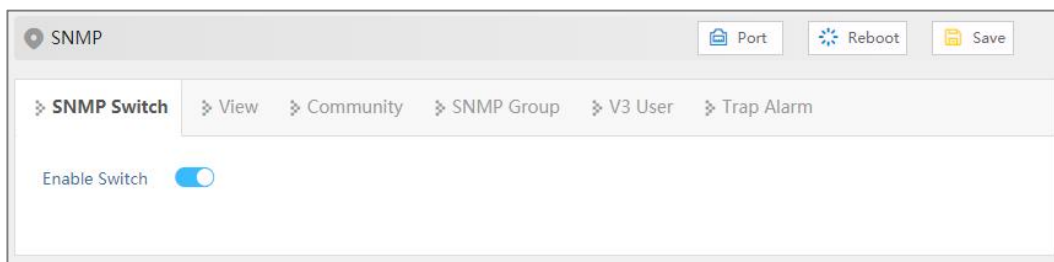 SNMP Port Reboot Save
SNMP Switch View Community SNMP Group V3 User Trap Alarm
Enable Switch